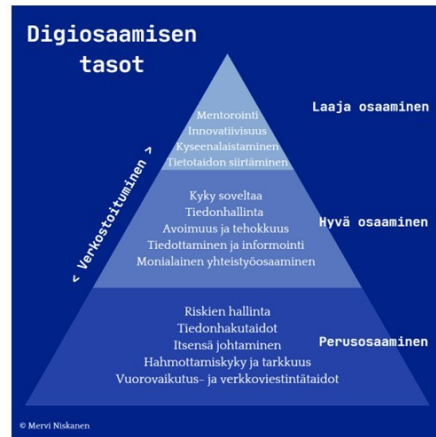 Digiosaamisen
tasot
Laaja osaaminen
Mentorointi
Innovatiivisuus
Kyseenalaistaminen
Tietotaidon siirtäminen
< Verkostoituminen >
Kyky soveltaa
Tiedonhallinta
Avoimuus ja tehokkuus
Tiedottaminen ja informointi
Monialainen yhteistyöosaaminen
Hyvä osaaminen
Riskien hallinta
Tiedonhakutaidot
Itsensä johtaminen
Hahmottamiskyky ja tarkkuus
Vuorovaikutus- ja verkkoviestintätaidot
Perusosaaminen
© Mervi Niskanen